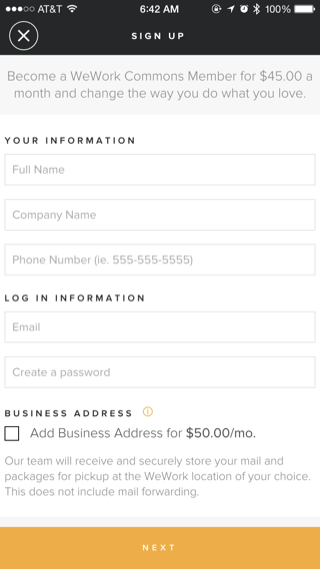 AT&T 6:42 AM 100%
SIGN UP
Become a WeWork Commons Member for $45.00 a
month and change the way you do what you love.
YOUR INFORMATION
Full Name
Company Name
Phone Number (ie. 555-555-5555)
LOG IN INFORMATION
Email
Create a password
BUSINESS ADDRESS
Add Business Address for $50.00/mo.
Our team will receive and securely store your mail and
packages for pickup at the WeWork location of your choice.
This does not include mail forwarding.
NEXT